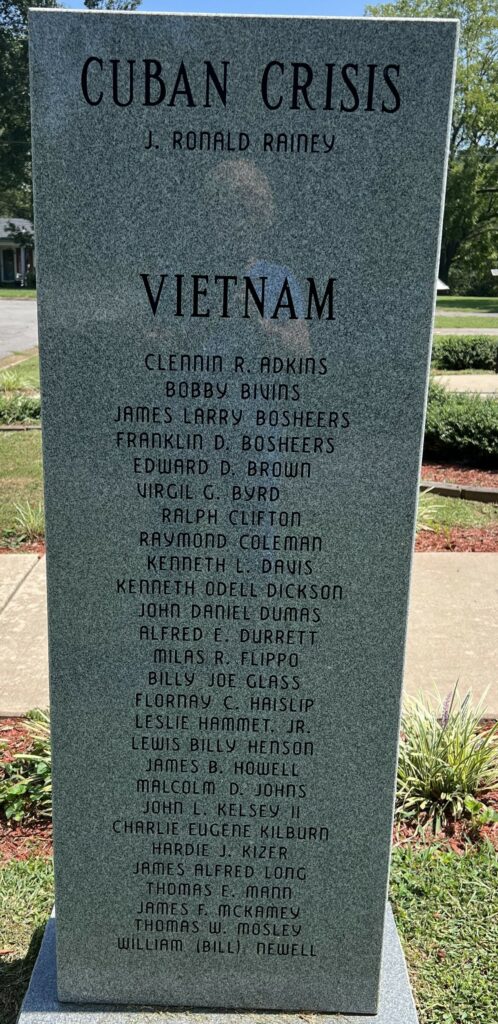 CUBAN CRISIS
J. RONALD RAINEY
VIETNAM
CLENNIN R. ADKINS
BOBBY BIVINS
JAMES LARRY BOSHEERS
FRANKLIN D. BOSHEERS
EDWARD D. BROWN
VIRGIL G. BYRD
RALPH CLIFTON
RAYMOND COLEMAN
KENNETH L. DAVIS
KENNETH ODELL DICKSON
JOHN DANIEL DUMAS
ALFRED E. DURRETT
MILAS R. FLIPPO
BILLY JOE GLASS
FLORNAY C. HAISLIP
LESLIE HAMMET, JR.
LEWIS BILLY HENSON
JAMES B. HOWELL
MALCOLM D. JOHNS
JOHN L. KELSEY II
CHARLIE EUGENE KILBURN
HARDIE J. KIZER
JAMES ALFRED LONG
THOMAS E. MANN
JAMES F. MCKAMEY
THOMAS W. MOSLEY
WILLIAM (BILL) NEWELL